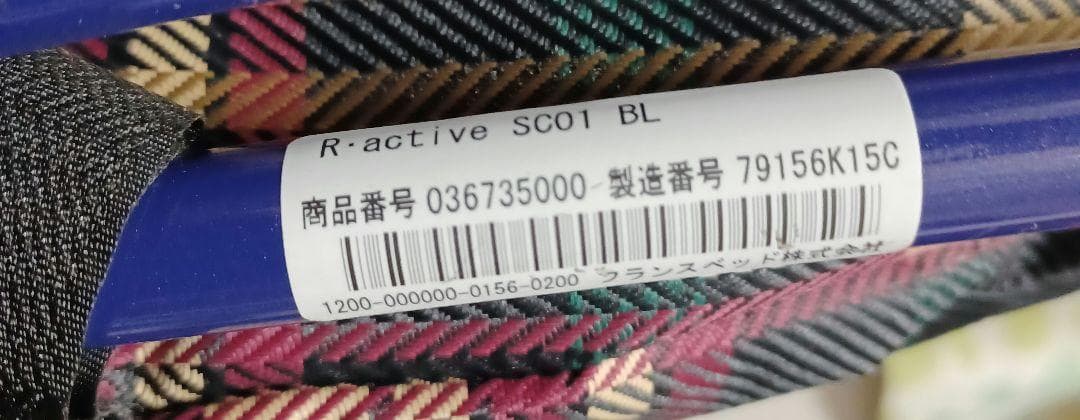 R·active SC01 BL
商品番号 036735000 製造番号 79156K15C
1200-000000-0156-0200 フランスベッド株式会社